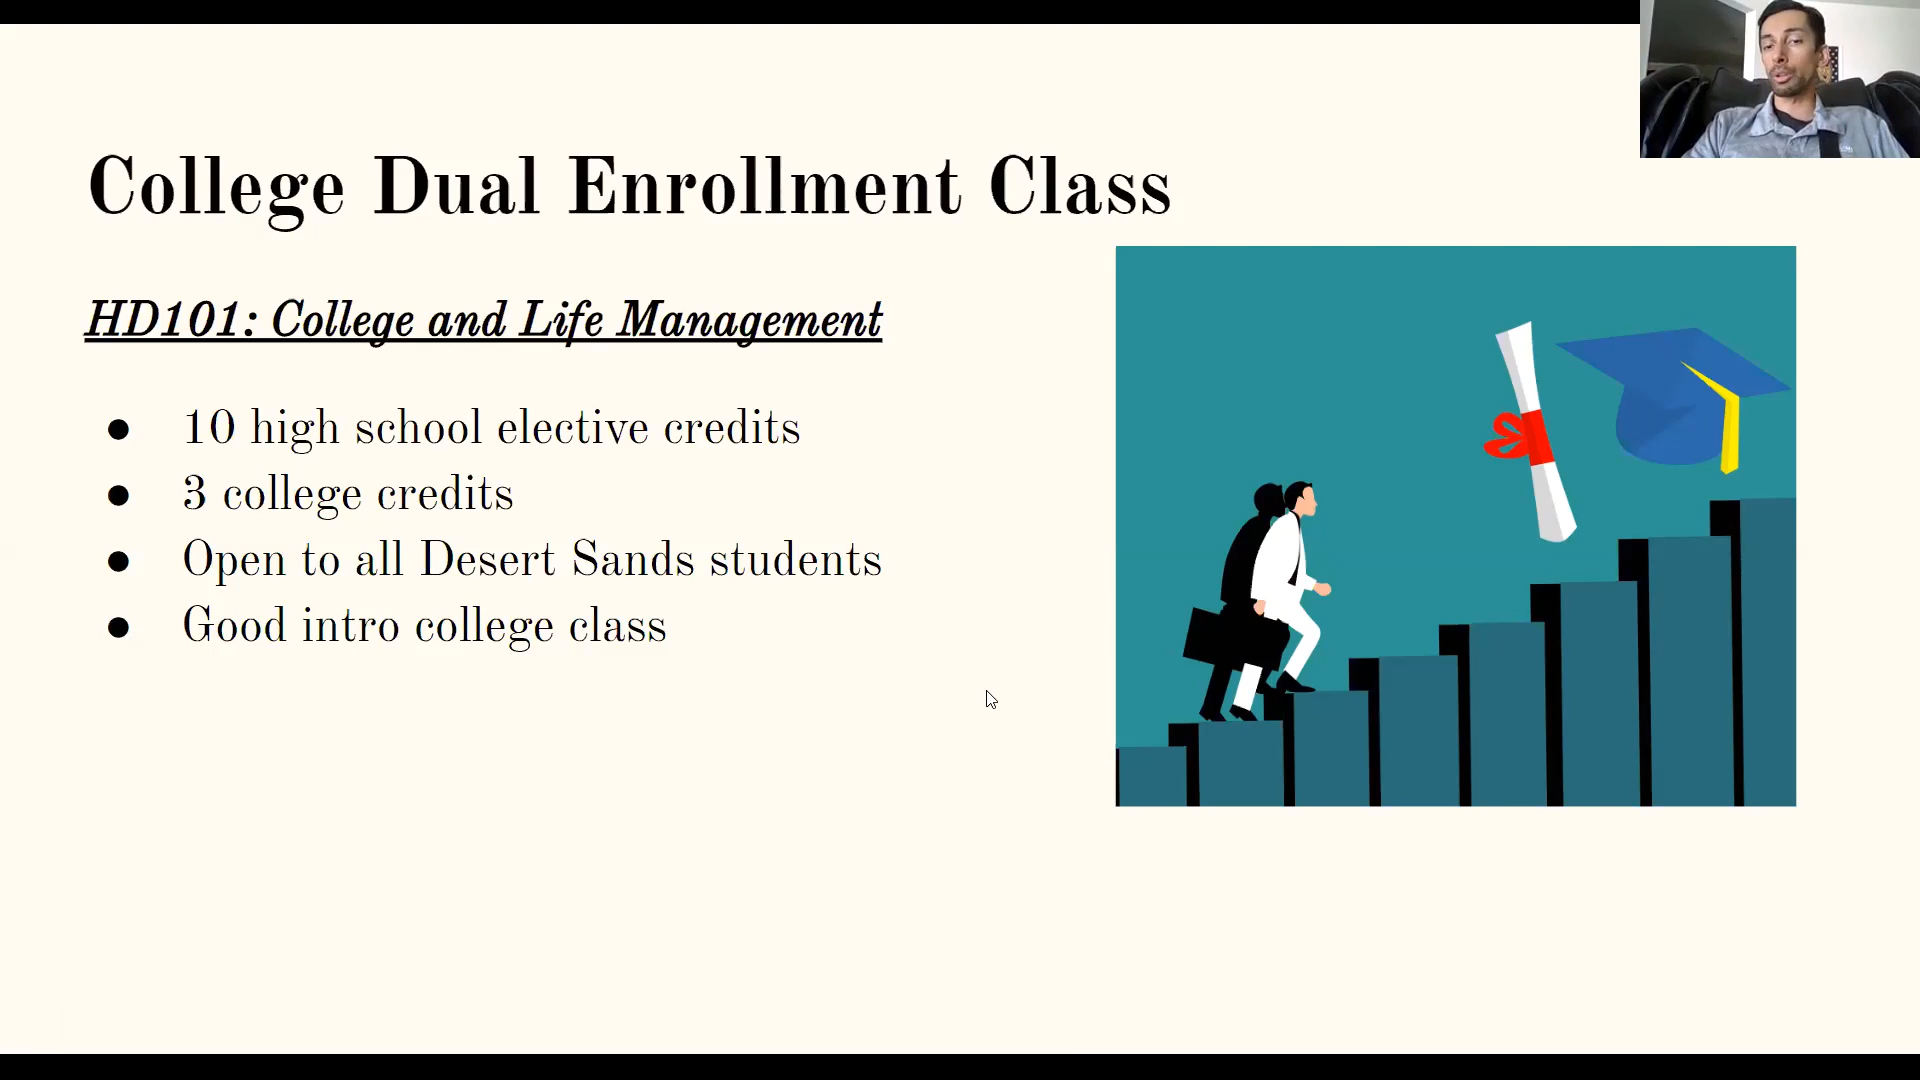 College Dual Enrollment Class
HD101: College and Life Management
● 10 high school elective credits
● 3 college credits
● Open to all Desert Sands students
● Good intro college class